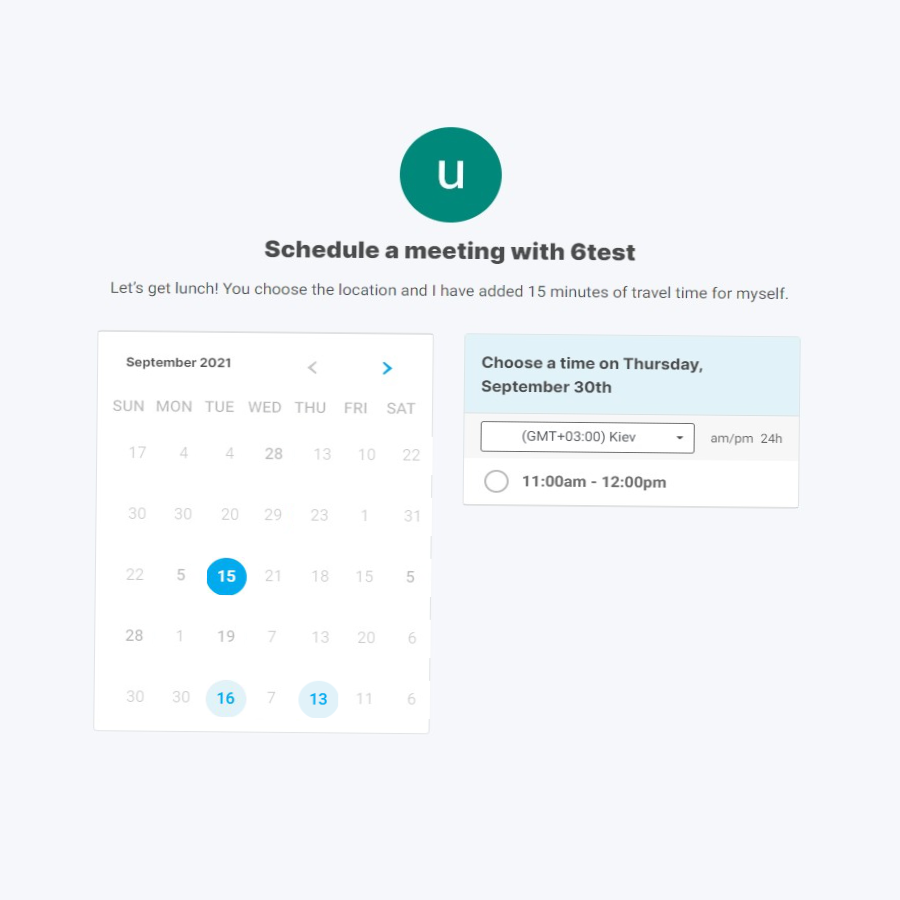 u
Schedule a meeting with 6test
Let's get lunch! You choose the location and I have added 15 minutes of travel time for myself.
September 2021
SUN MON TUE WED THU FRI SAT
17 4 4 28 13 10 22
30 30 20 29 23 1 31
22 5 15 21 18 15 5
28 1 19 7 13 20 6
30 30 16 7 13 11 6
Choose a time on Thursday,
September 30th
(GMT+03:00) Kiev am/pm 24h
11:00am - 12:00pm